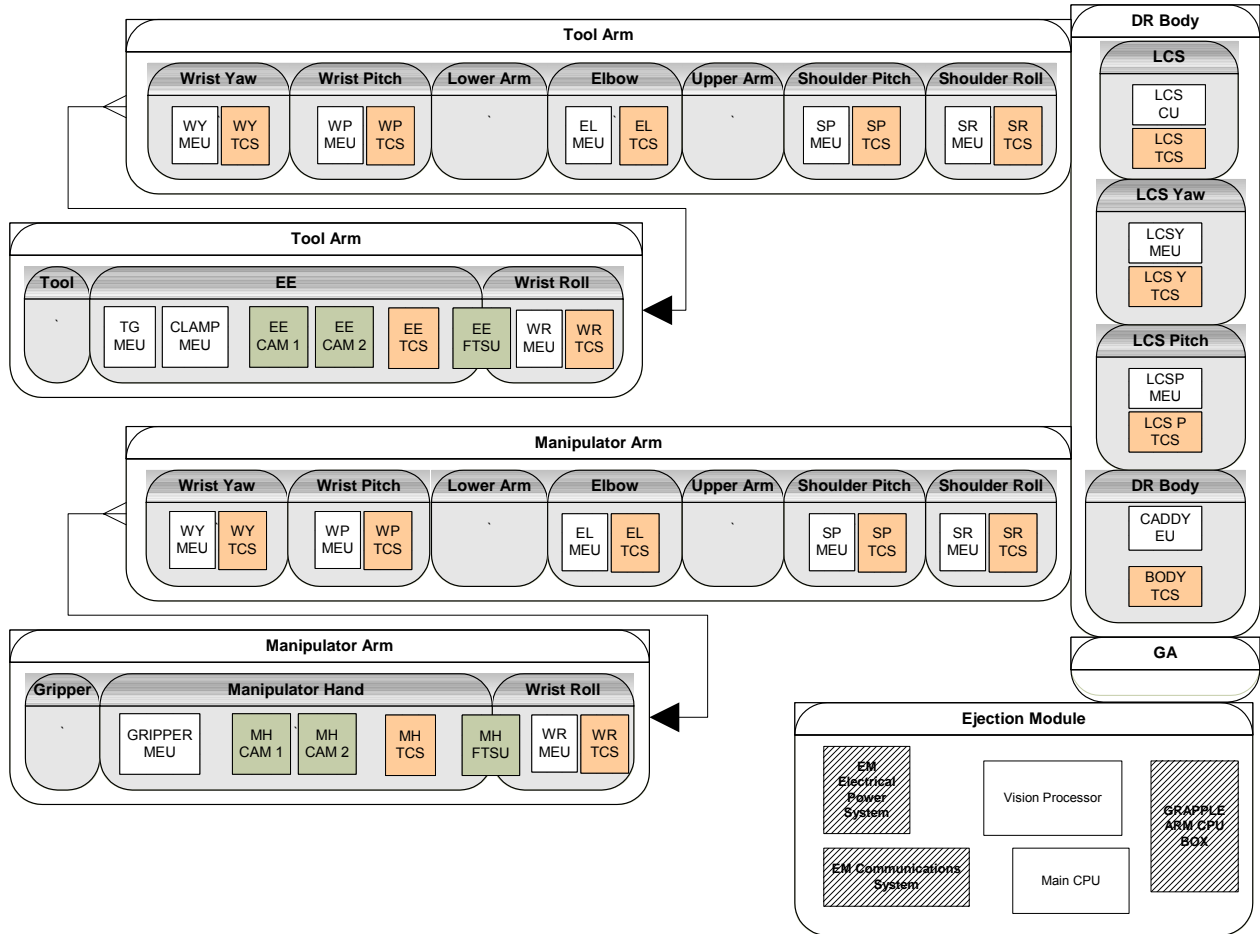 Tool Arm
Wrist Yaw
Wrist Pitch
Lower Arm
Elbow
Upper Arm
Shoulder Pitch
Shoulder Roll
WY
MEU
WY
TCS
WP
MEU
WP
TCS
EL
MEU
EL
TCS
SP
MEU
SP
TCS
SR
MEU
SR
TCS
DR Body
LCS
LCS
CU
LCS
TCS
LCS Yaw
LCSY
MEU
LCS Y
TCS
LCS Pitch
LCSP
MEU
LCS P
TCS
DR Body
CADDY
EU
BODY
TCS
GA
Tool Arm
Tool
EE
Wrist Roll
TG
MEU
CLAMP
MEU
EE
CAM 1
EE
CAM 2
EE
TCS
EE
FTSU
WR
MEU
WR
TCS
Manipulator Arm
Wrist Yaw
Wrist Pitch
Lower Arm
Elbow
Upper Arm
Shoulder Pitch
Shoulder Roll
WY
MEU
WY
TCS
WP
MEU
WP
TCS
EL
MEU
EL
TCS
SP
MEU
SP
TCS
SR
MEU
SR
TCS
Manipulator Arm
Gripper
Manipulator Hand
Wrist Roll
GRIPPER
MEU
MH
CAM 1
MH
CAM 2
MH
TCS
MH
FTSU
WR
MEU
WR
TCS
Ejection Module
EM
Electrical
Power
System
Vision Processor
GRAPPLE
ARM CPU
BOX
EM Communications
System
Main CPU